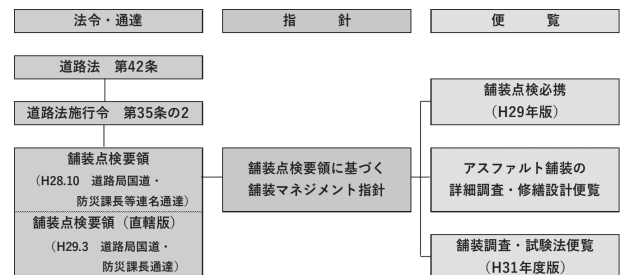 法令・通達
指　針
便　覧
道路法　第42条
道路法施行令　第35条の2
舗装点検要領
（H28.10　道路局国道・
防災課長等連名通達）
舗装点検要領（直轄版）
（H29.3　道路局国道・
防災課長通達）
舗装点検要領に基づく
舗装マネジメント指針
舗装点検必携
（H29年版）
アスファルト舗装の
詳細調査・修繕設計便覧
舗装調査・試験法便覧
（H31年度版）